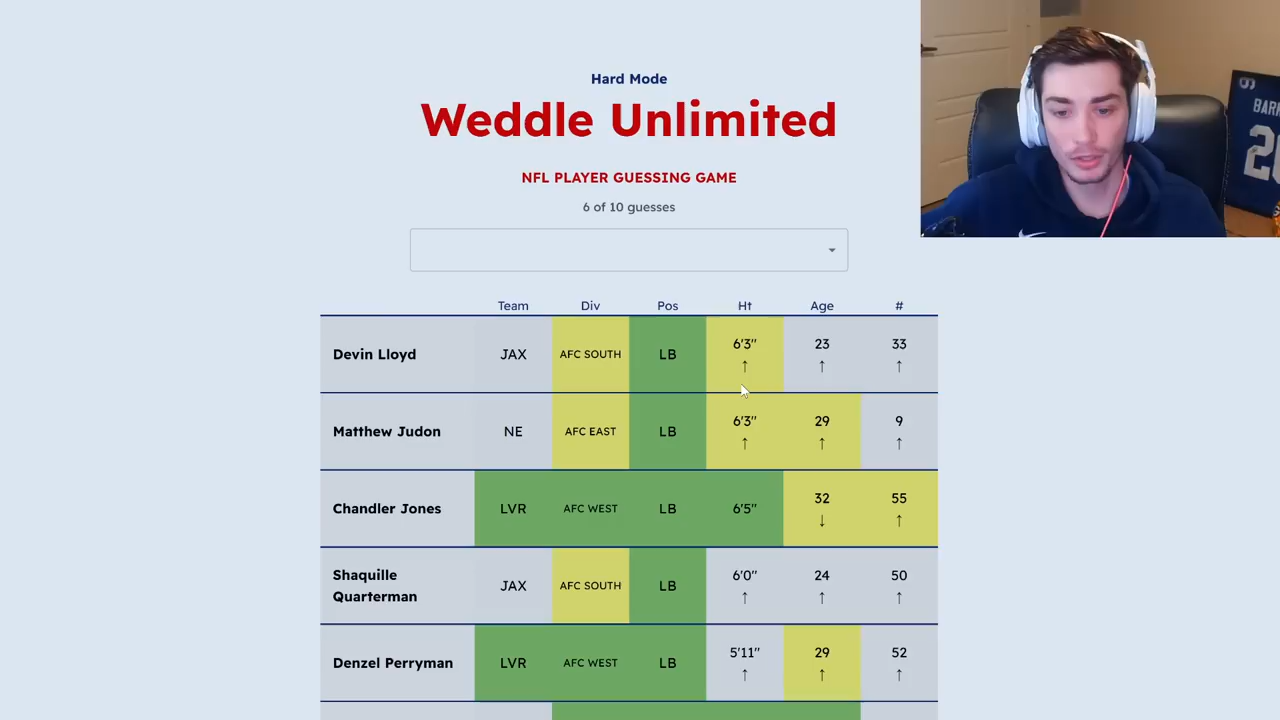 Hard Mode
Weddle Unlimited
NFL PLAYER GUESSING GAME
6 of 10 guesses
Team Div Pos Ht Age #
Devin Lloyd JAX AFC SOUTH LB 6'3" ↑ 23 ↑ 33 ↑
Matthew Judon NE AFC EAST LB 6'3" ↑ 29 ↑ 9 ↑
Chandler Jones LVR AFC WEST LB 6'5" 32 ↓ 55 ↑
Shaquille Quarterman JAX AFC SOUTH LB 6'0" ↑ 24 ↑ 50 ↑
Denzel Perryman LVR AFC WEST LB 5'11" ↑ 29 ↑ 52 ↑